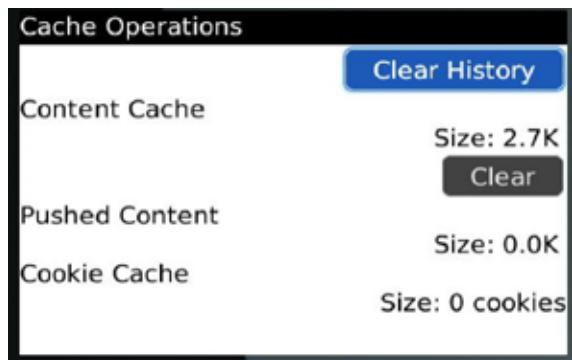 Cache Operations
Clear History
Content Cache
Size: 2.7K
Clear
Pushed Content
Size: 0.0K
Cookie Cache
Size: 0 cookies